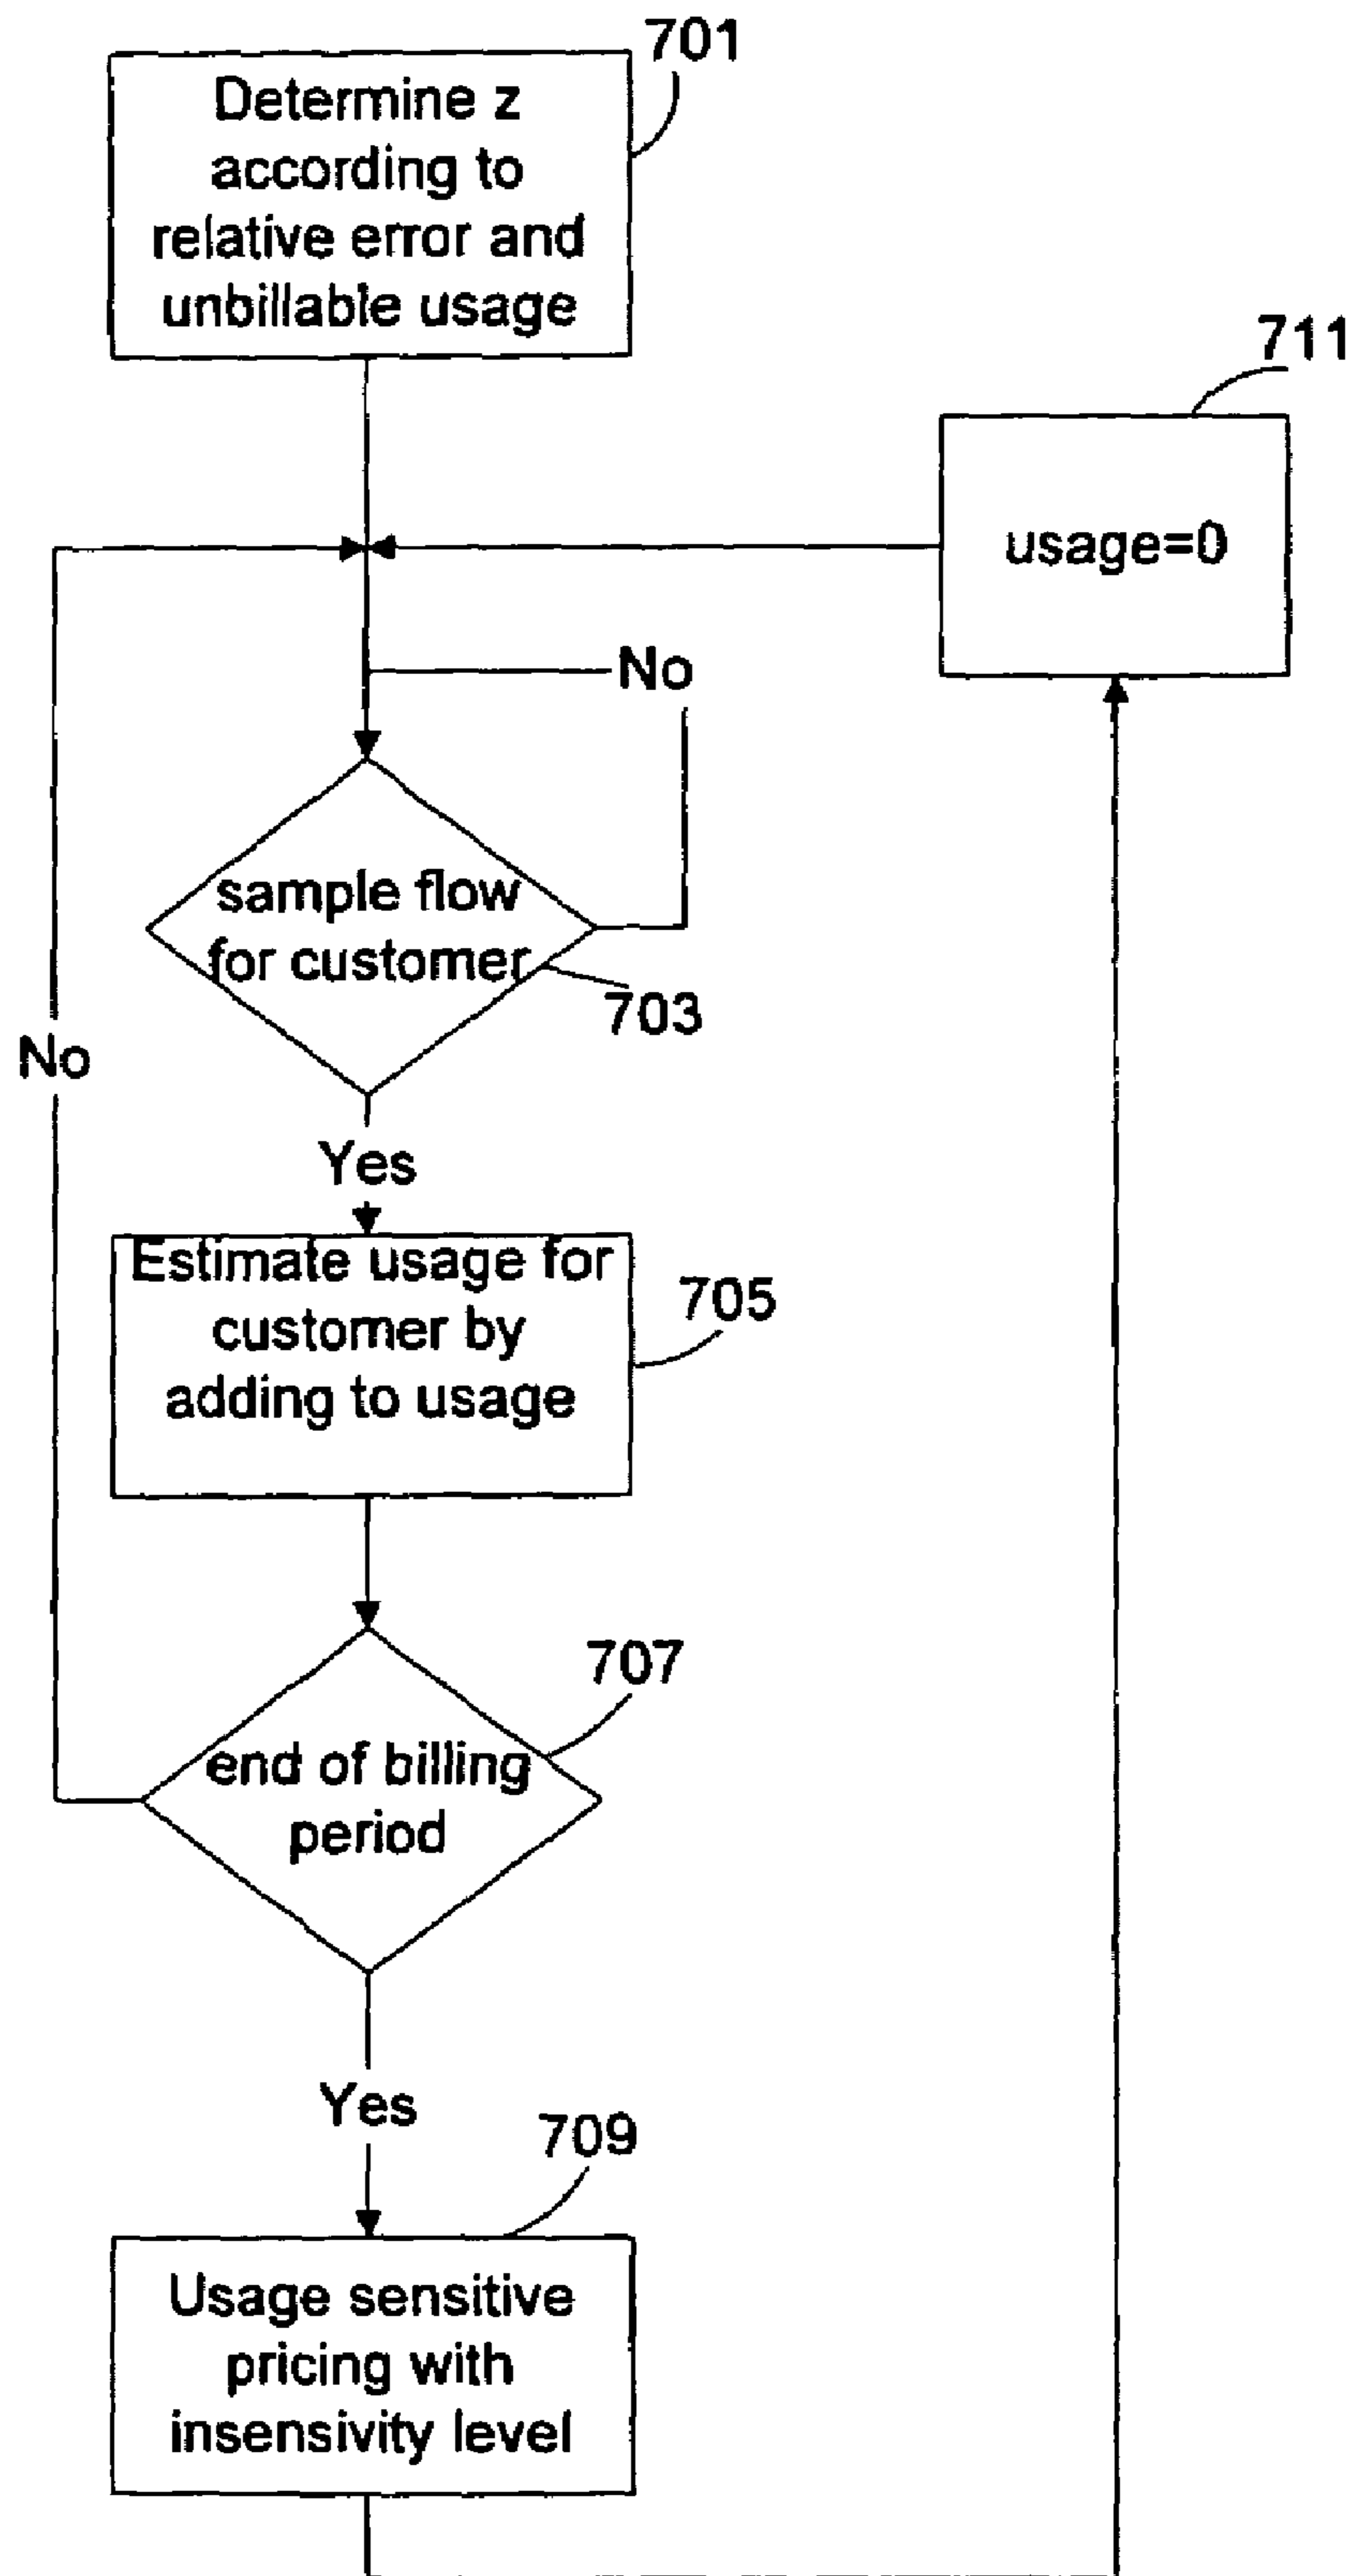 701
Determine z
according to
relative error and
unbillable usage
711
usage=0
No
sample flow
for customer
703
No
Yes
Estimate usage for
customer by
adding to usage
705
707
end of billing
period
Yes
709
Usage sensitive
pricing with
insensivity level